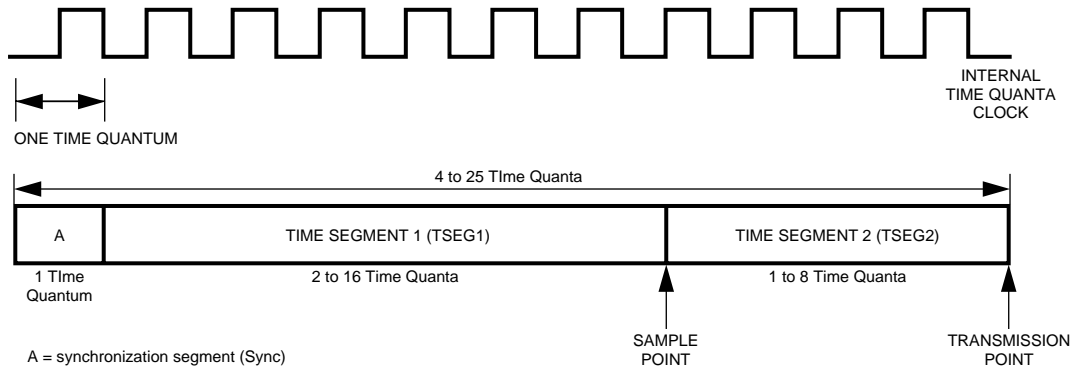 INTERNAL
TIME QUANTA
CLOCK
ONE TIME QUANTUM
4 to 25 TIme Quanta
A
TIME SEGMENT 1 (TSEG1)
TIME SEGMENT 2 (TSEG2)
1 TIme
Quantum
2 to 16 Time Quanta
1 to 8 Time Quanta
A = synchronization segment (Sync)
SAMPLE
POINT
TRANSMISSION
POINT